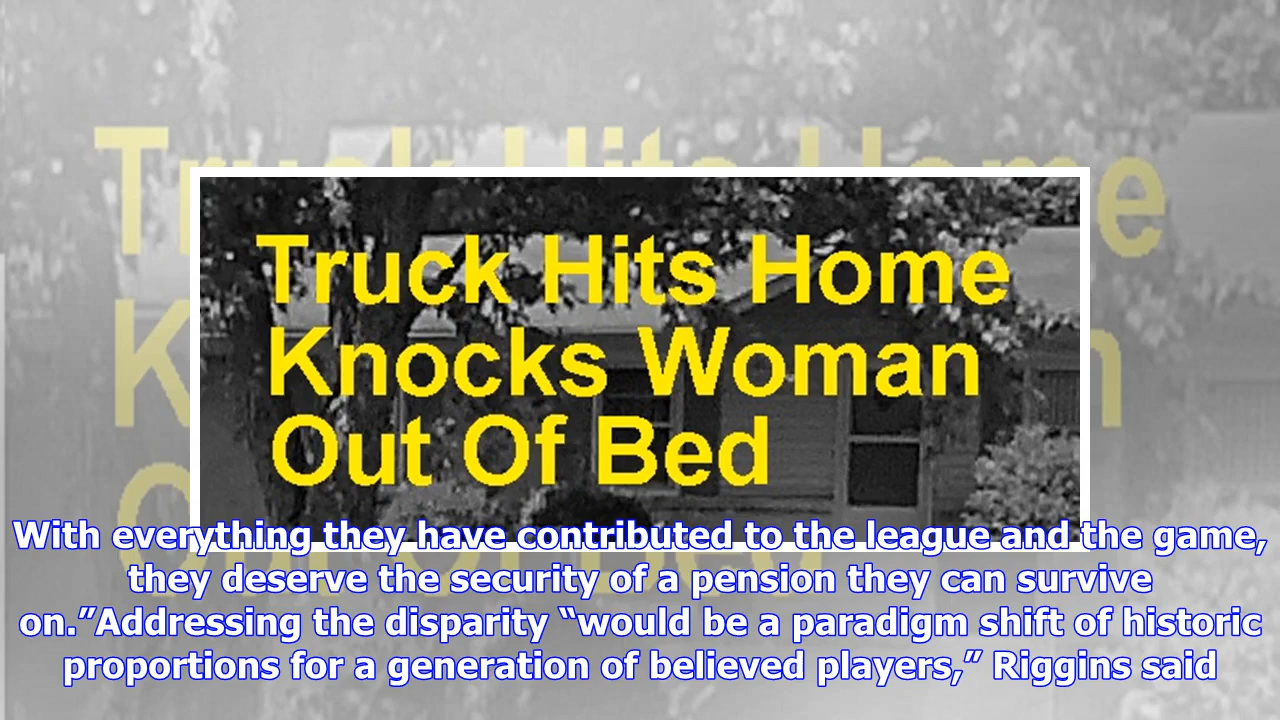 Truck Hits Home
Knocks Woman
Out Of Bed
With everything they have contributed to the league and the game,
they deserve the security of a pension they can survive
on.”Addressing the disparity “would be a paradigm shift of historic
proportions for a generation of believed players,” Riggins said